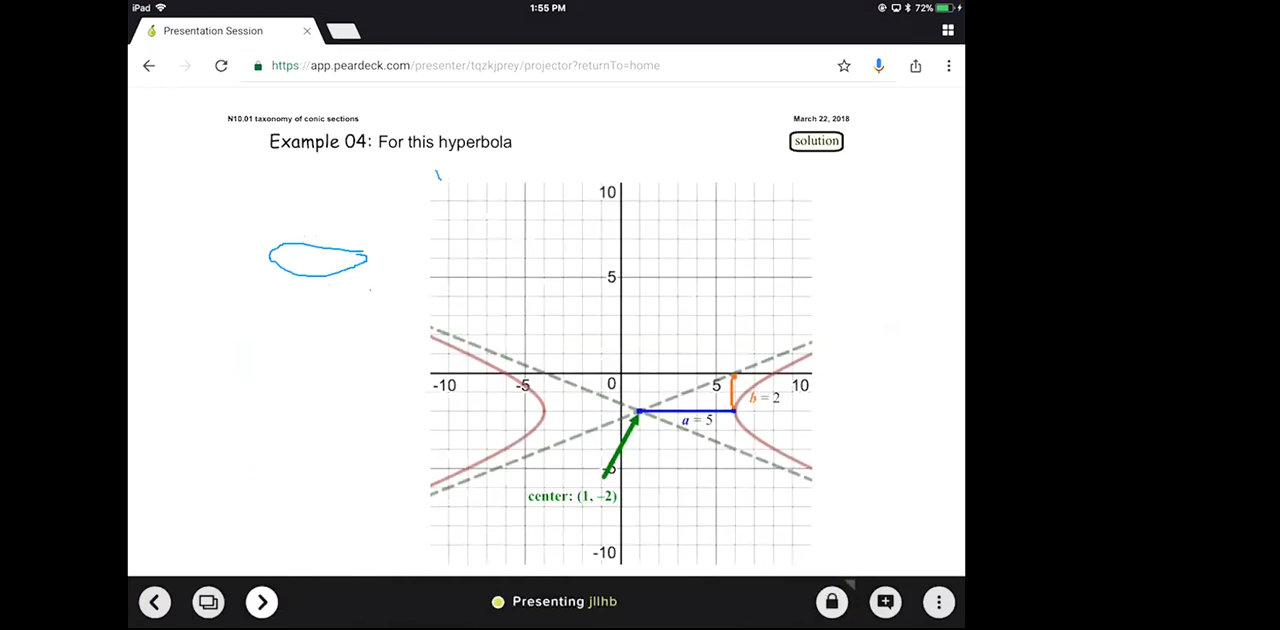 iPad 1:55 PM 72%
Presentation Session
https://app.peardeck.com/presenter/tqzkjprey/projector?returnTo=home
N10.01 taxonomy of conic sections March 22, 2018
Example 04: For this hyperbola solution
10
5
-10 -5 0 5 10
b = 2
a = 5
center: (1, −2)
-10
Presenting jllhb